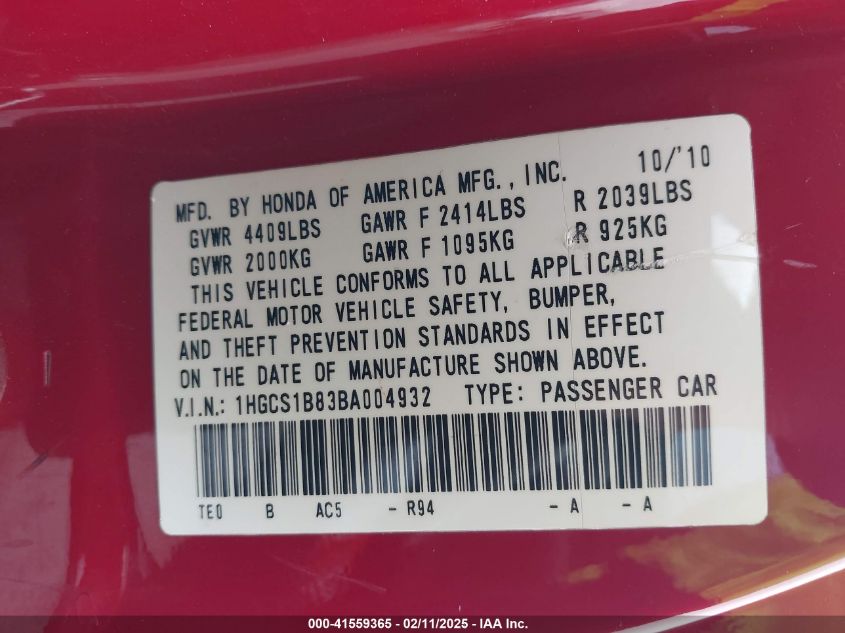 10/'10
MFD. BY HONDA OF AMERICA MFG., INC.
GVWR 4409LBS GAWR F 2414LBS R 2039LBS
GVWR 2000KG GAWR F 1095KG R 925KG
THIS VEHICLE CONFORMS TO ALL APPLICABLE
FEDERAL MOTOR VEHICLE SAFETY, BUMPER,
AND THEFT PREVENTION STANDARDS IN EFFECT
ON THE DATE OF MANUFACTURE SHOWN ABOVE.
V.I.N.: 1HGCS1B83BA004932 TYPE: PASSENGER CAR
TE0 B AC5 - R94 - A - A
000-41559365 - 02/11/2025 - IAA Inc.